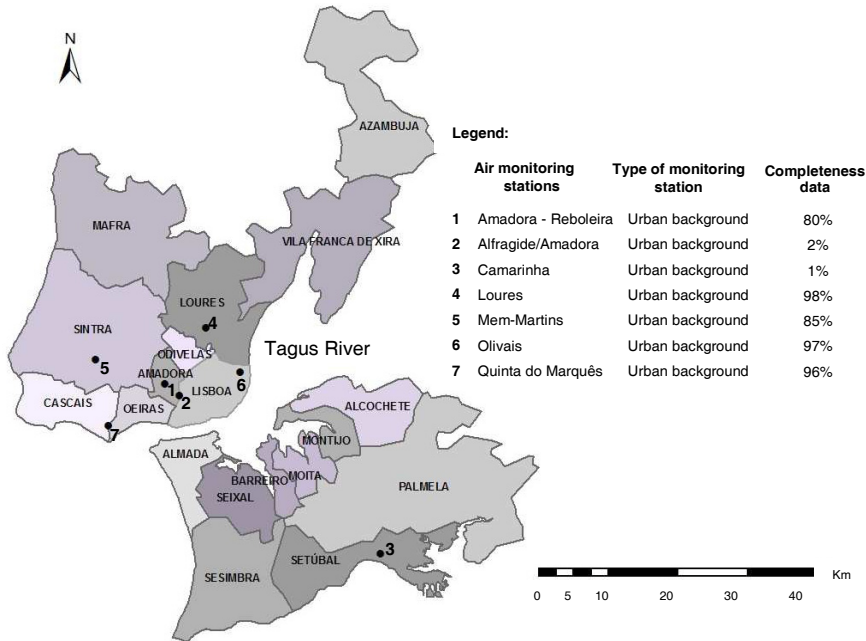 N
AZAMBUJA
MAFRA
VILA FRANCA DE XIRA
LOURES
4
SINTRA
5
ODIVELAS
Tagus River
AMADORA
1
2
LISBOA
6
CASCAIS
OEIRAS
7
ALCOCHETE
MONTIJO
ALMADA
BARREIRO
MOITA
SEIXAL
PALMELA
SETÚBAL
3
SESIMBRA
Legend:
Air monitoring stations Type of monitoring station Completeness data
1 Amadora - Reboleira Urban background 80%
2 Alfragide/Amadora Urban background 2%
3 Camarinha Urban background 1%
4 Loures Urban background 98%
5 Mem-Martins Urban background 85%
6 Olivais Urban background 97%
7 Quinta do Marquês Urban background 96%
Km
0 5 10 20 30 40